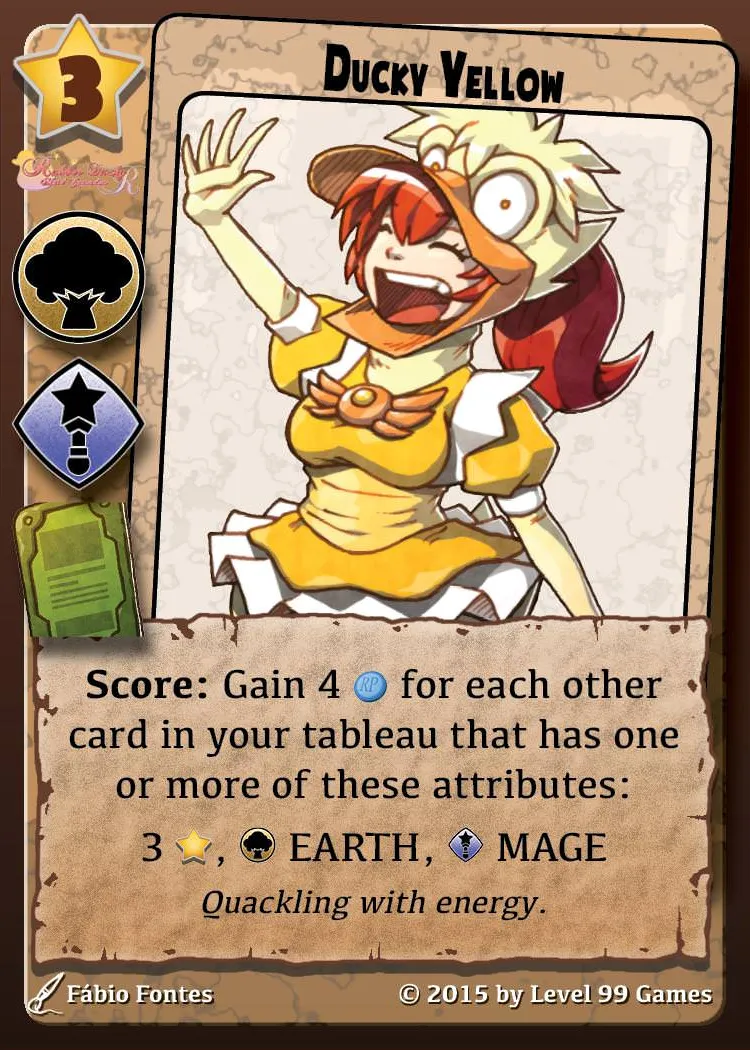 3
Ducky Yellow
Score: Gain 4 RP for each other
card in your tableau that has one
or more of these attributes:
3 , EARTH, MAGE
Quackling with energy.
Fábio Fontes
© 2015 by Level 99 Games